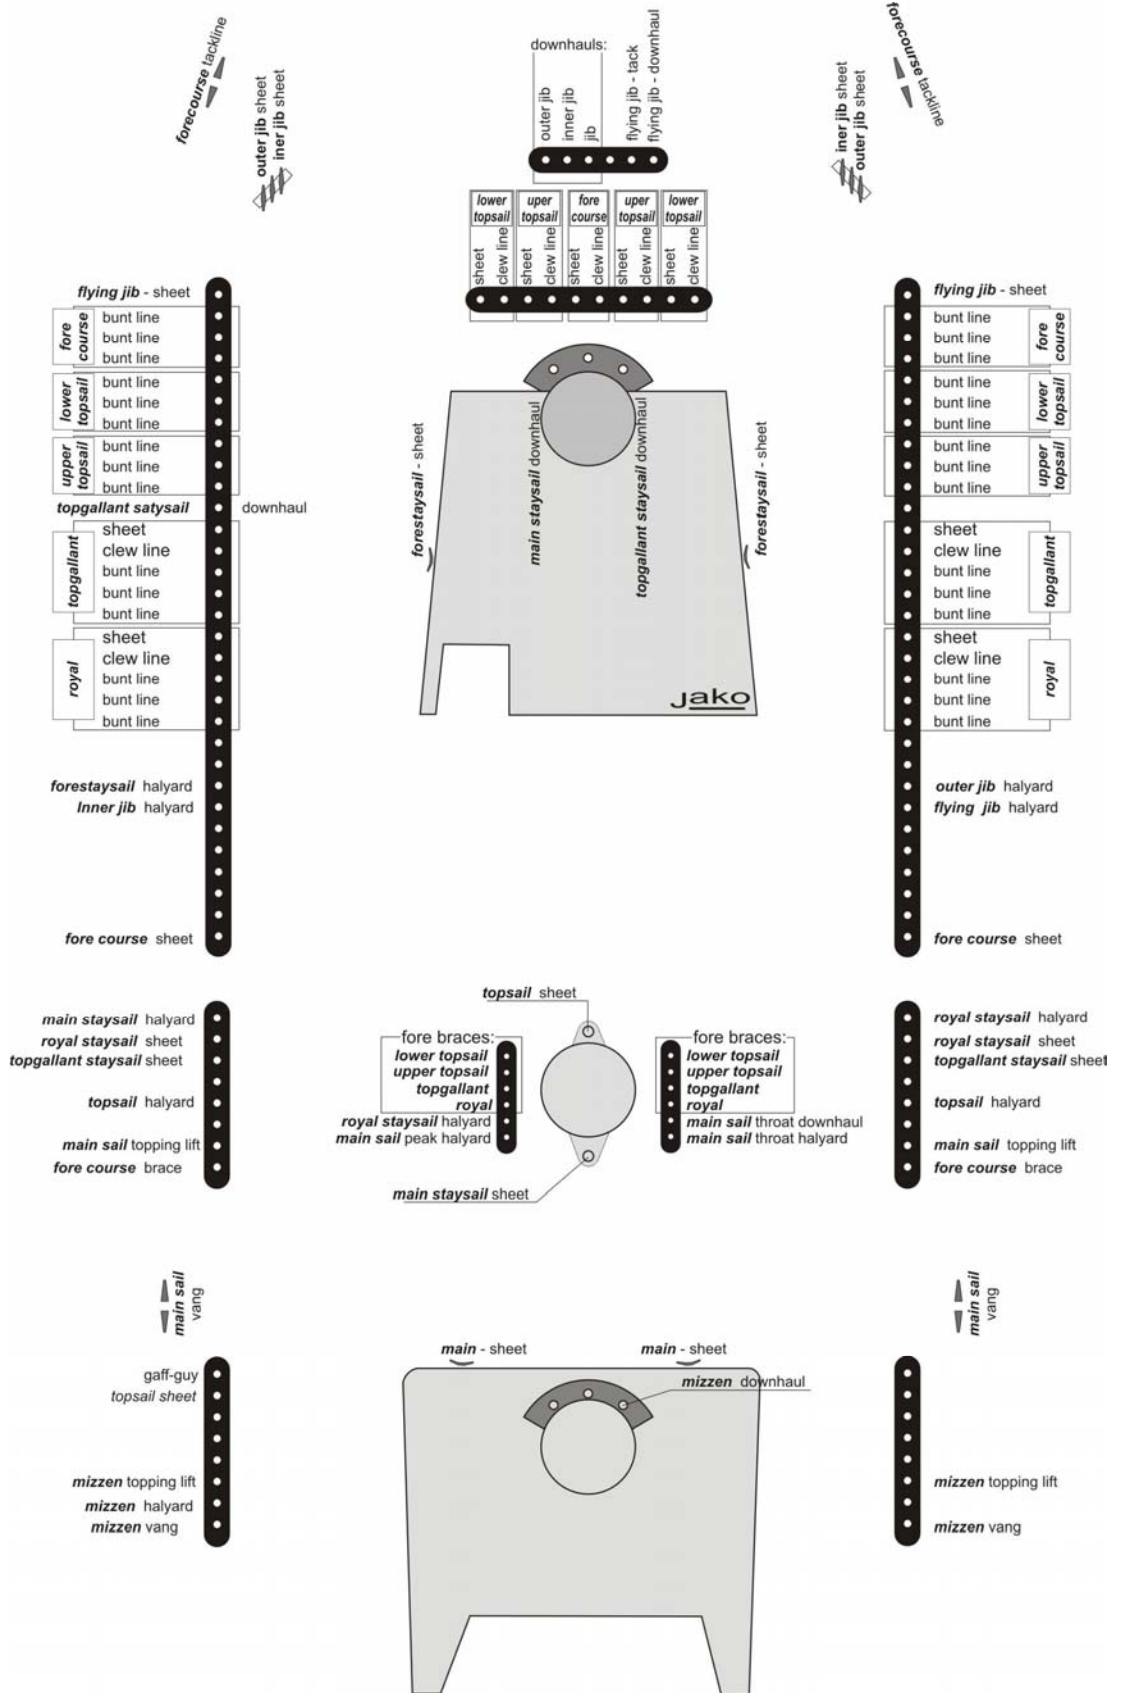 forecourse tackline
outer jib sheet
iner jib sheet
downhauls:
outer jib
inner jib
jib
flying jib - tack
flying jib - downhaul
forecourse tackline
iner jib sheet
outer jib sheet
lower topsail
uper topsail
fore course
uper topsail
lower topsail
sheet
clew line
sheet
clew line
sheet
clew line
sheet
clew line
sheet
clew line
flying jib - sheet
fore course
bunt line
bunt line
bunt line
lower topsail
bunt line
bunt line
bunt line
upper topsail
bunt line
bunt line
bunt line
topgallant satysail downhaul
topgallant
sheet
clew line
bunt line
bunt line
bunt line
royal
sheet
clew line
bunt line
bunt line
bunt line
forestaysail halyard
Inner jib halyard
fore course sheet
forestaysail - sheet
main staysail downhaul
topgallant staysail downhaul
forestaysail - sheet
jako
flying jib - sheet
bunt line
bunt line
bunt line
fore course
bunt line
bunt line
bunt line
lower topsail
bunt line
bunt line
bunt line
upper topsail
sheet
clew line
bunt line
bunt line
bunt line
topgallant
sheet
clew line
bunt line
bunt line
bunt line
royal
outer jib halyard
flying jib halyard
fore course sheet
main staysail halyard
royal staysail sheet
topgallant staysail sheet
topsail halyard
main sail topping lift
fore course brace
topsail sheet
fore braces:
lower topsail
upper topsail
topgallant
royal
royal staysail halyard
main sail peak halyard
main staysail sheet
fore braces:
lower topsail
upper topsail
topgallant
royal
main sail throat downhaul
main sail throat halyard
royal staysail halyard
royal staysail sheet
topgallant staysail sheet
topsail halyard
main sail topping lift
fore course brace
main sail
vang
main sail
vang
main - sheet
main - sheet
mizzen downhaul
gaff-guy
topsail sheet
mizzen topping lift
mizzen halyard
mizzen vang
mizzen topping lift
mizzen vang